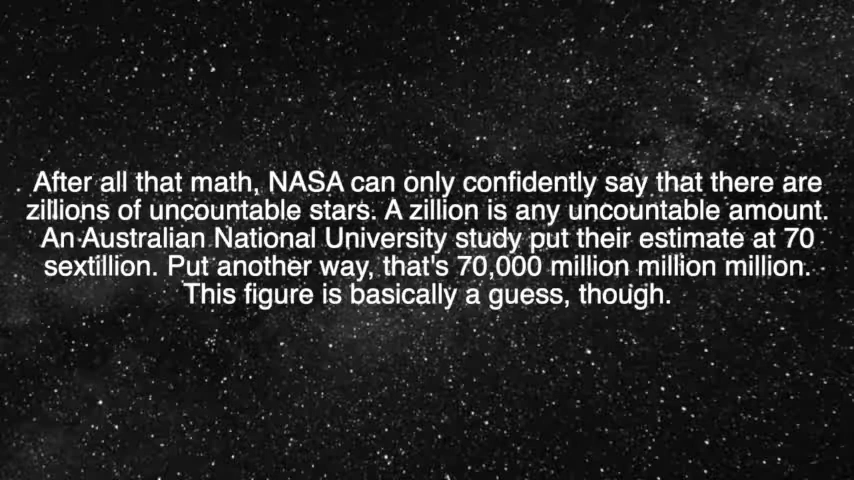 After all that math, NASA can only confidently say that there are
zillions of uncountable stars. A zillion is any uncountable amount.
An Australian National University study put their estimate at 70
sextillion. Put another way, that's 70,000 million million million.
This figure is basically a guess, though.